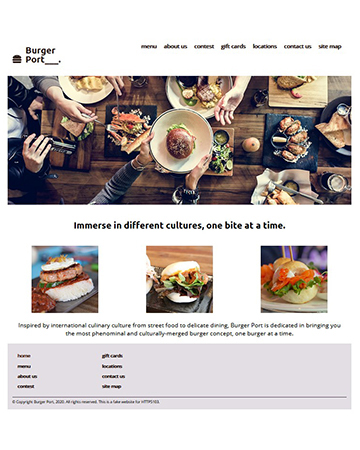 Burger
Port___.
menu about us contest gift cards locations contact us site map
Immerse in different cultures, one bite at a time.
Inspired by international culinary culture from street food to delicate dining, Burger Port is dedicated in bringing you
the most phenominal and culturally-merged burger concept, one burger at a time.
home gift cards
menu locations
about us contact us
contest site map
© Copyright Burger Port, 2020. All rights reserved. This is a fake website for HTTP5103.